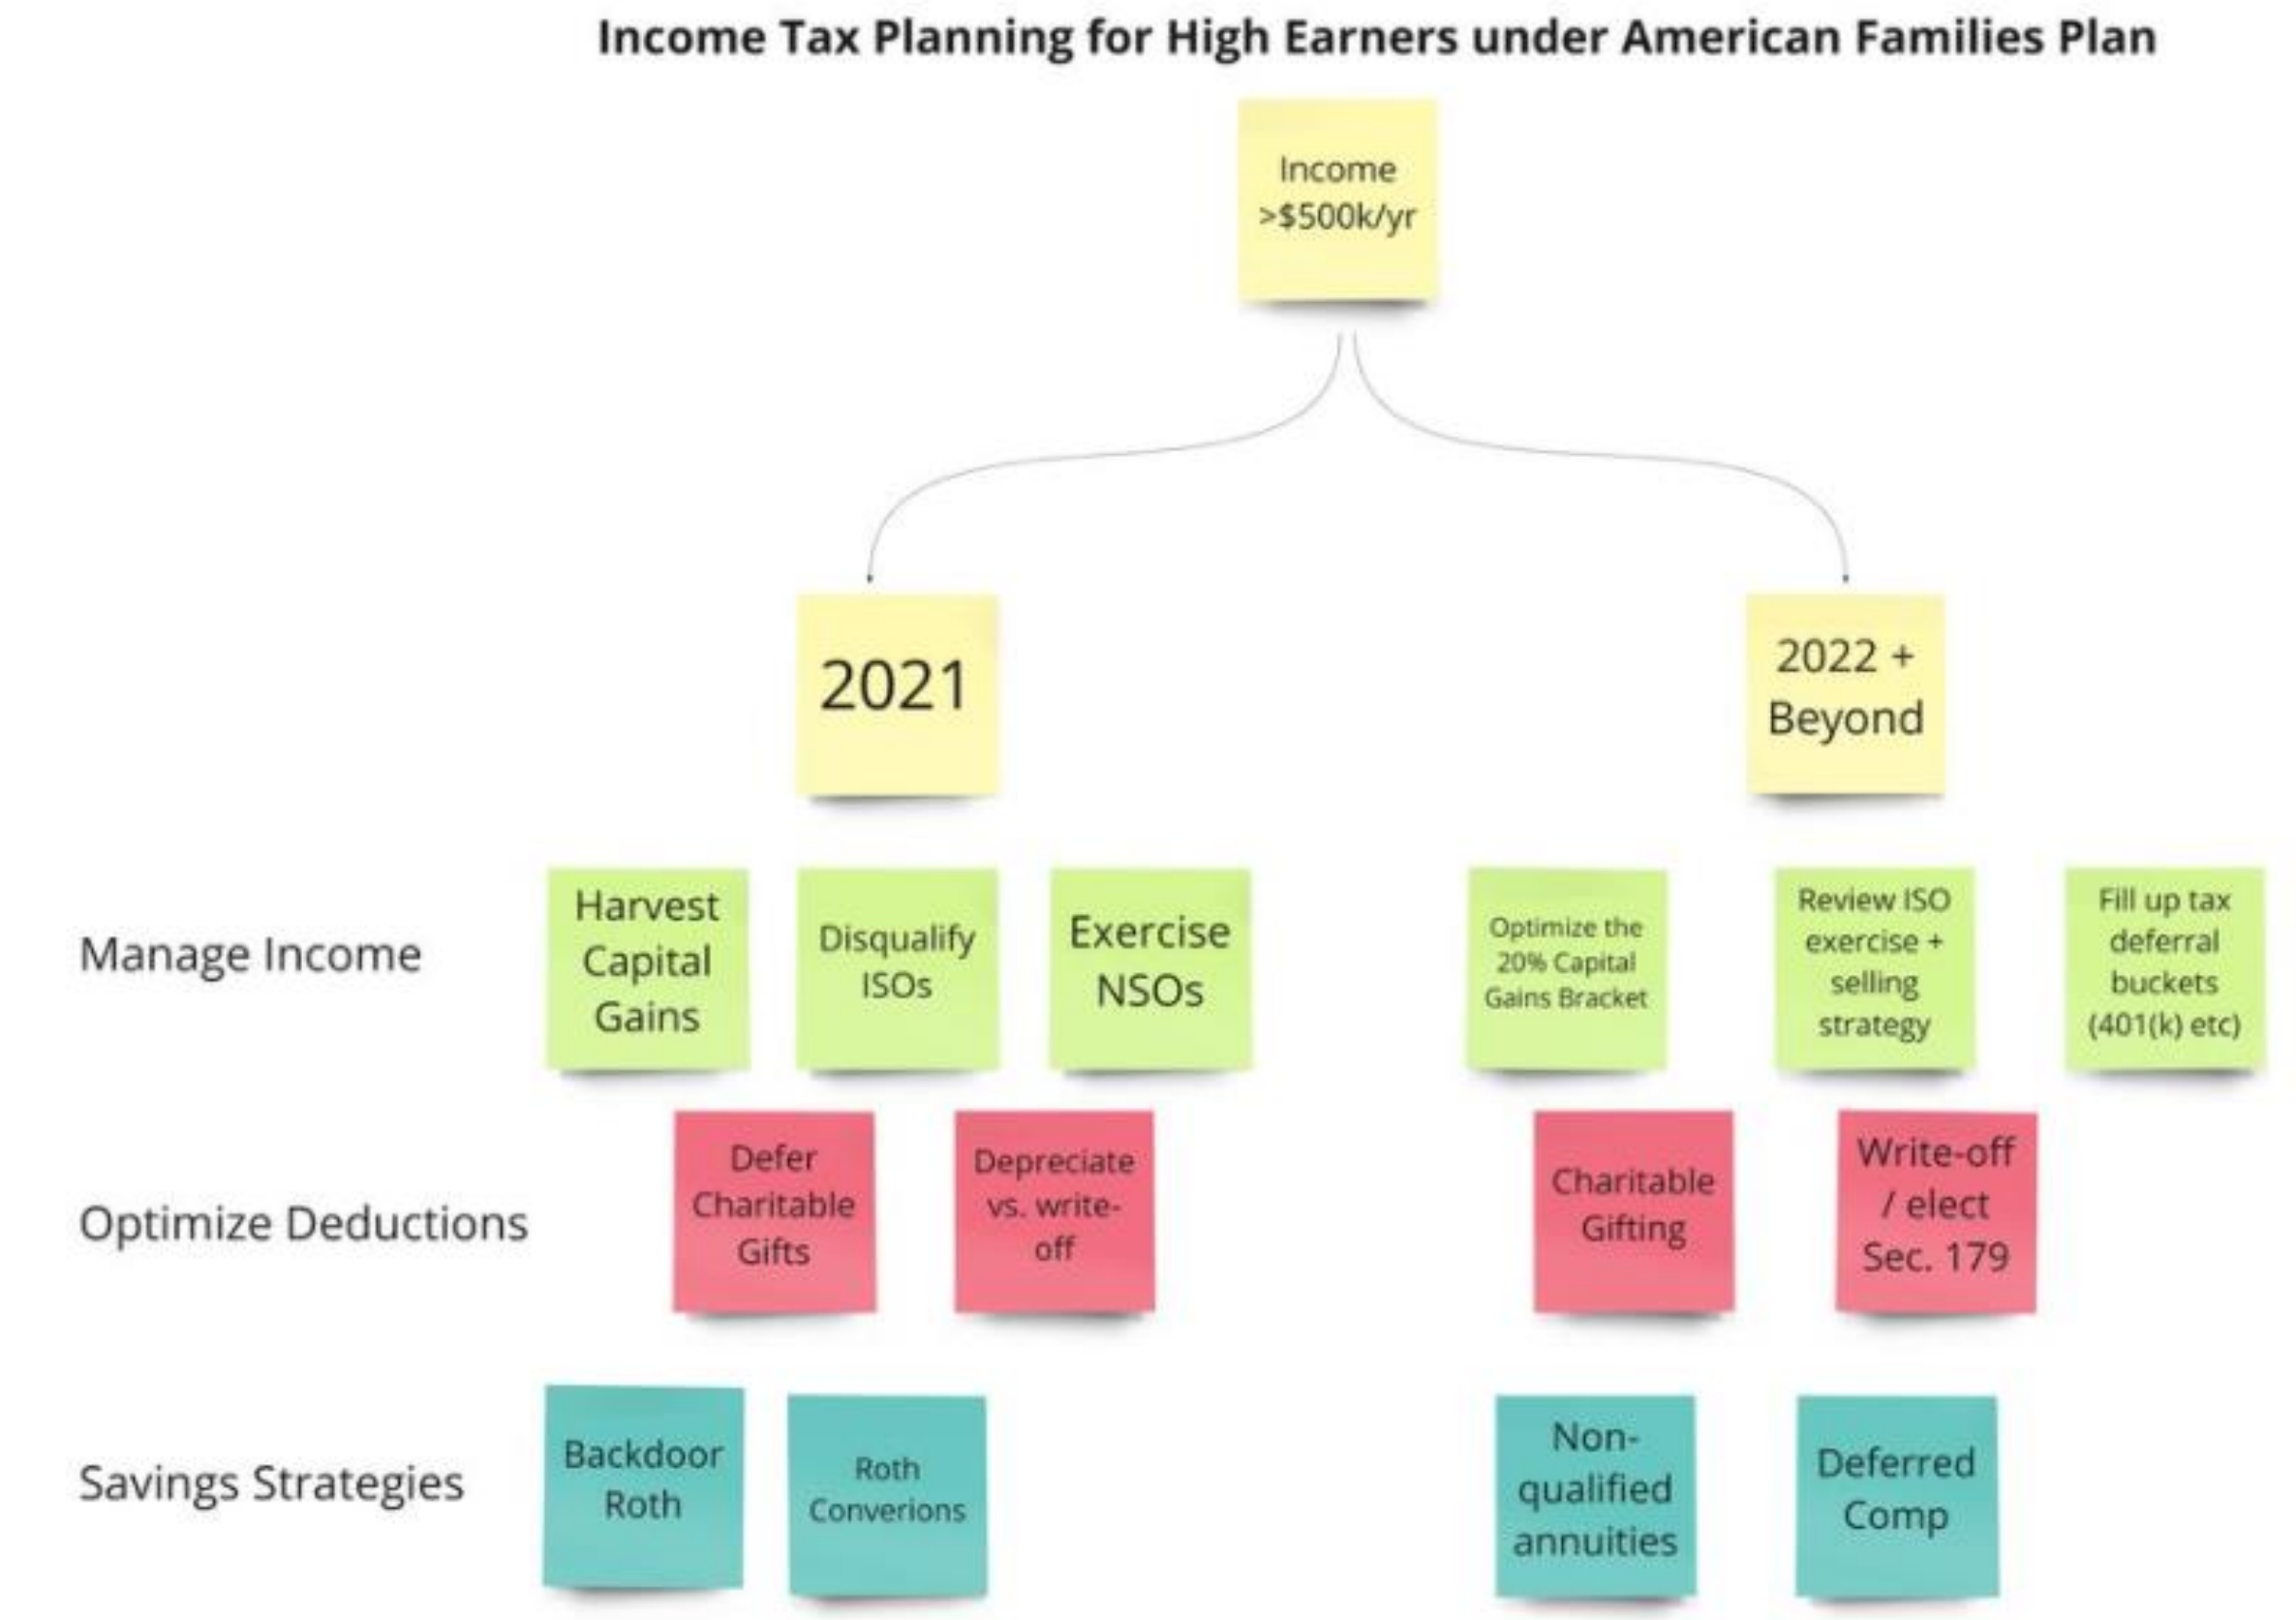 Income Tax Planning for High Earners under American Families Plan
Income
>$500k/yr
2021
2022 +
Beyond
Manage Income
Harvest
Capital
Gains
Disqualify
ISOs
Exercise
NSOs
Optimize the
20% Capital
Gains Bracket
Review ISO
exercise +
selling
strategy
Fill up tax
deferral
buckets
(401(k) etc)
Optimize Deductions
Defer
Charitable
Gifts
Depreciate
vs. write-
off
Charitable
Gifting
Write-off
/ elect
Sec. 179
Savings Strategies
Backdoor
Roth
Roth
Converions
Non-
qualified
annuities
Deferred
Comp